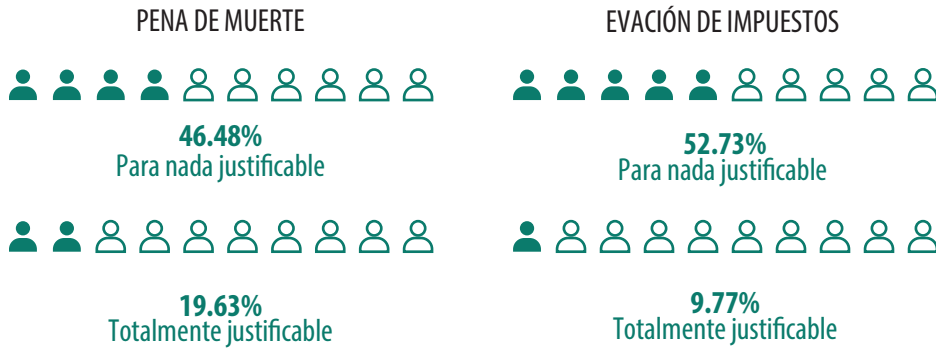 PENA DE MUERTE
46.48%
Para nada justificable
19.63%
Totalmente justificable
EVACIÓN DE IMPUESTOS
52.73%
Para nada justificable
9.77%
Totalmente justificable